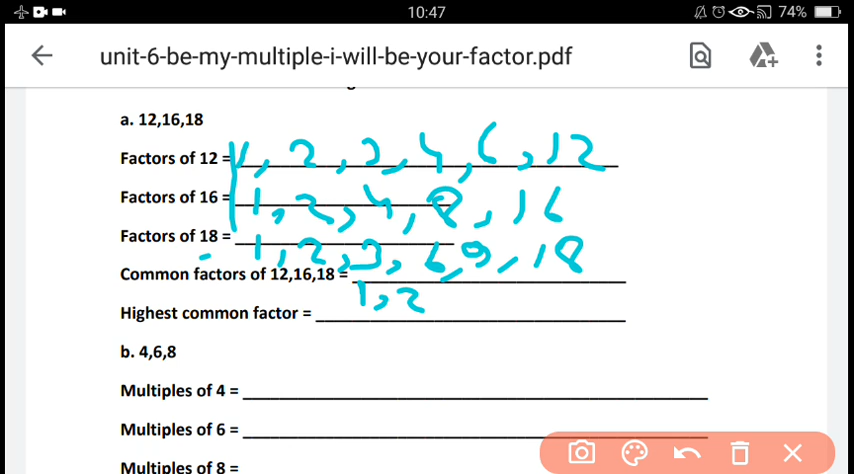 10:47
74%
unit-6-be-my-multiple-i-will-be-your-factor.pdf
a. 12,16,18
Factors of 12 = 1, 2, 3, 4, 6, 12
Factors of 16 = 1, 2, 4, 8, 16
Factors of 18 = 1, 2, 3, 6, 9, 18
Common factors of 12,16,18 = 1, 2
Highest common factor =
b. 4,6,8
Multiples of 4 =
Multiples of 6 =
Multiples of 8 =